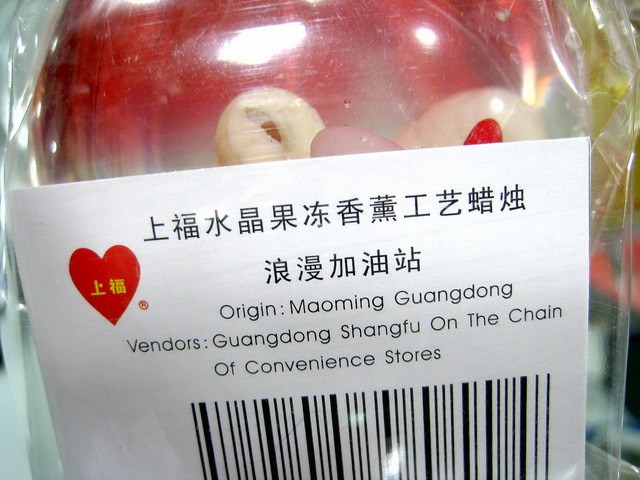 上福水晶果冻香薰工艺蜡烛
浪漫加油站
上福®
Origin: Maoming Guangdong
Vendors: Guangdong Shangfu On The Chain
Of Convenience Stores